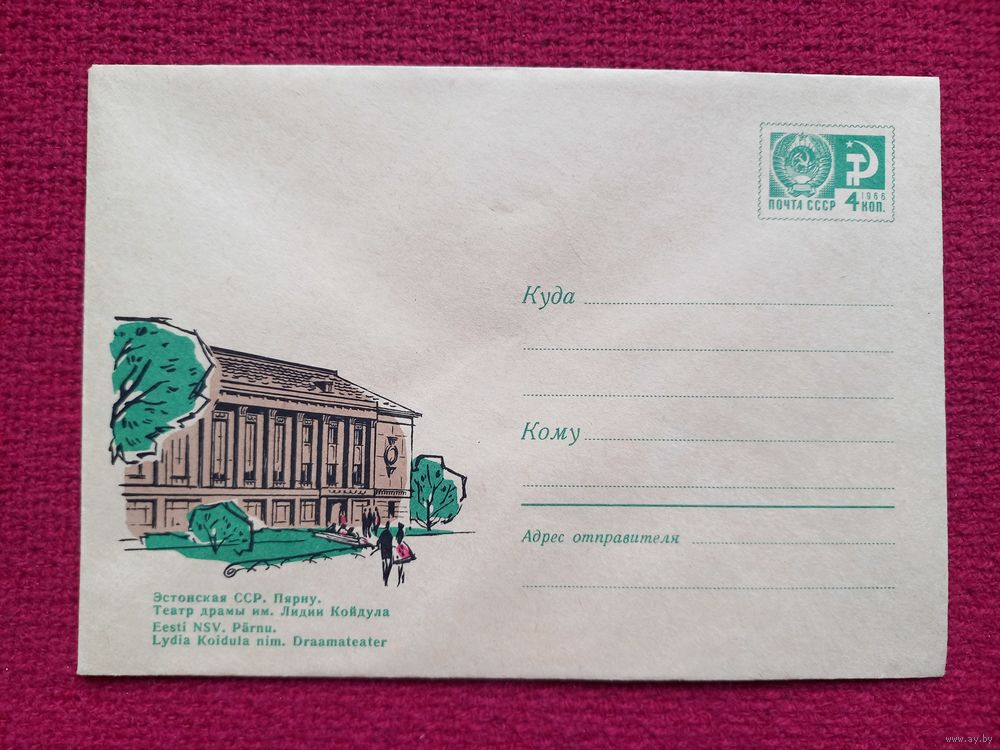 1966
ПОЧТА СССР 4 КОП.
Куда
Кому
Адрес отправителя
Эстонская ССР. Пярну.
Театр драмы им. Лидии Койдула
Eesti NSV. Pärnu.
Lydia Koidula nim. Draamateater
www.ay.by